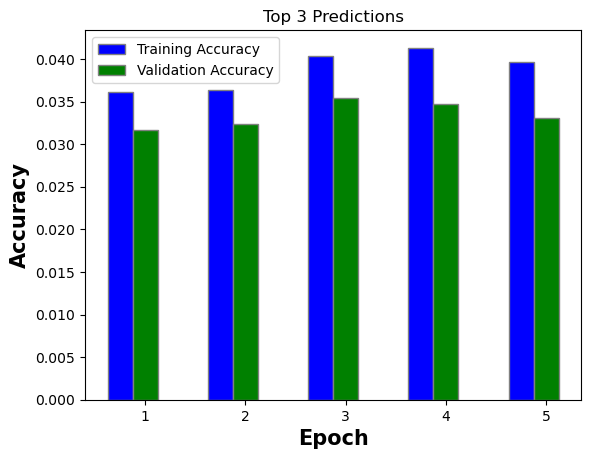 Top 3 Predictions
Training Accuracy
Validation Accuracy
0.040
0.035
0.030
0.025
0.020
0.015
0.010
0.005
0.000
Accuracy
1 2 3 4 5
Epoch